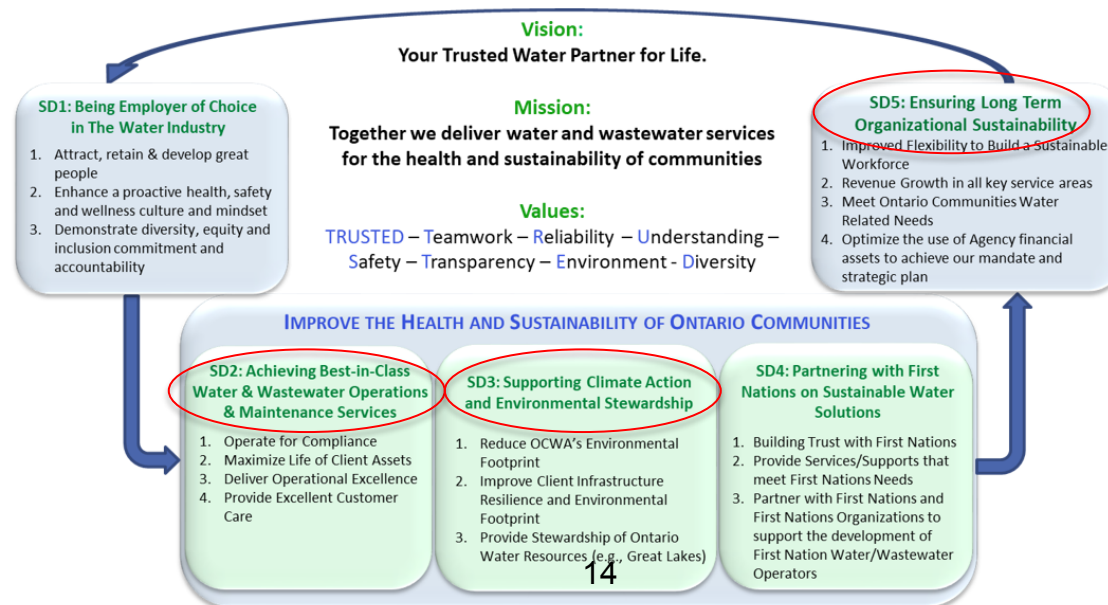 Vision:
Your Trusted Water Partner for Life.
SD1: Being Employer of Choice
in The Water Industry
1. Attract, retain & develop great
people
2. Enhance a proactive health, safety
and wellness culture and mindset
3. Demonstrate diversity, equity and
inclusion commitment and
accountability
Mission:
Together we deliver water and wastewater services
for the health and sustainability of communities
Values:
TRUSTED – Teamwork – Reliability – Understanding –
Safety – Transparency – Environment - Diversity
SD5: Ensuring Long Term
Organizational Sustainability
1. Improved Flexibility to Build a Sustainable
Workforce
2. Revenue Growth in all key service areas
3. Meet Ontario Communities Water
Related Needs
4. Optimize the use of Agency financial
assets to achieve our mandate and
strategic plan
IMPROVE THE HEALTH AND SUSTAINABILITY OF ONTARIO COMMUNITIES
SD2: Achieving Best-in-Class
Water & Wastewater Operations
& Maintenance Services
1. Operate for Compliance
2. Maximize Life of Client Assets
3. Deliver Operational Excellence
4. Provide Excellent Customer
Care
SD3: Supporting Climate Action
and Environmental Stewardship
1. Reduce OCWA's Environmental
Footprint
2. Improve Client Infrastructure
Resilience and Environmental
Footprint
3. Provide Stewardship of Ontario
Water Resources (e.g., Great Lakes)
SD4: Partnering with First
Nations on Sustainable Water
Solutions
1. Building Trust with First Nations
2. Provide Services/Supports that
meet First Nations Needs
3. Partner with First Nations and
First Nations Organizations to
support the development of
First Nation Water/Wastewater
Operators
14